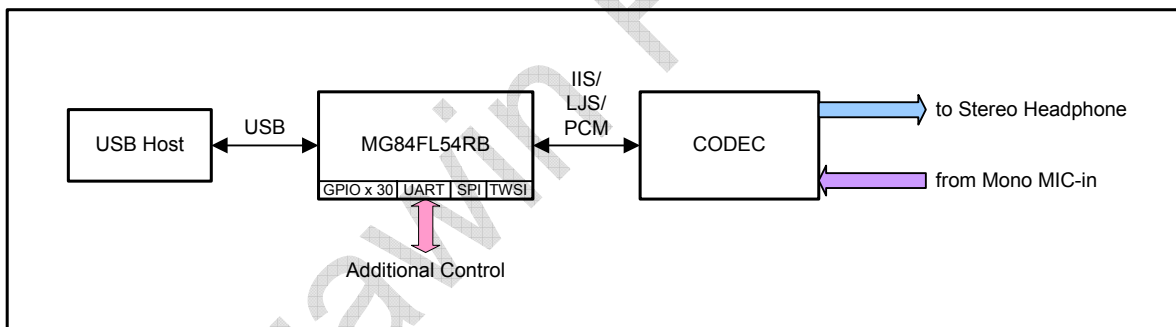 USB Host
USB
MG84FL54RB
GPIO x 30 UART SPI TWSI
Additional Control
IIS/
LJS/
PCM
CODEC
to Stereo Headphone
from Mono MIC-in